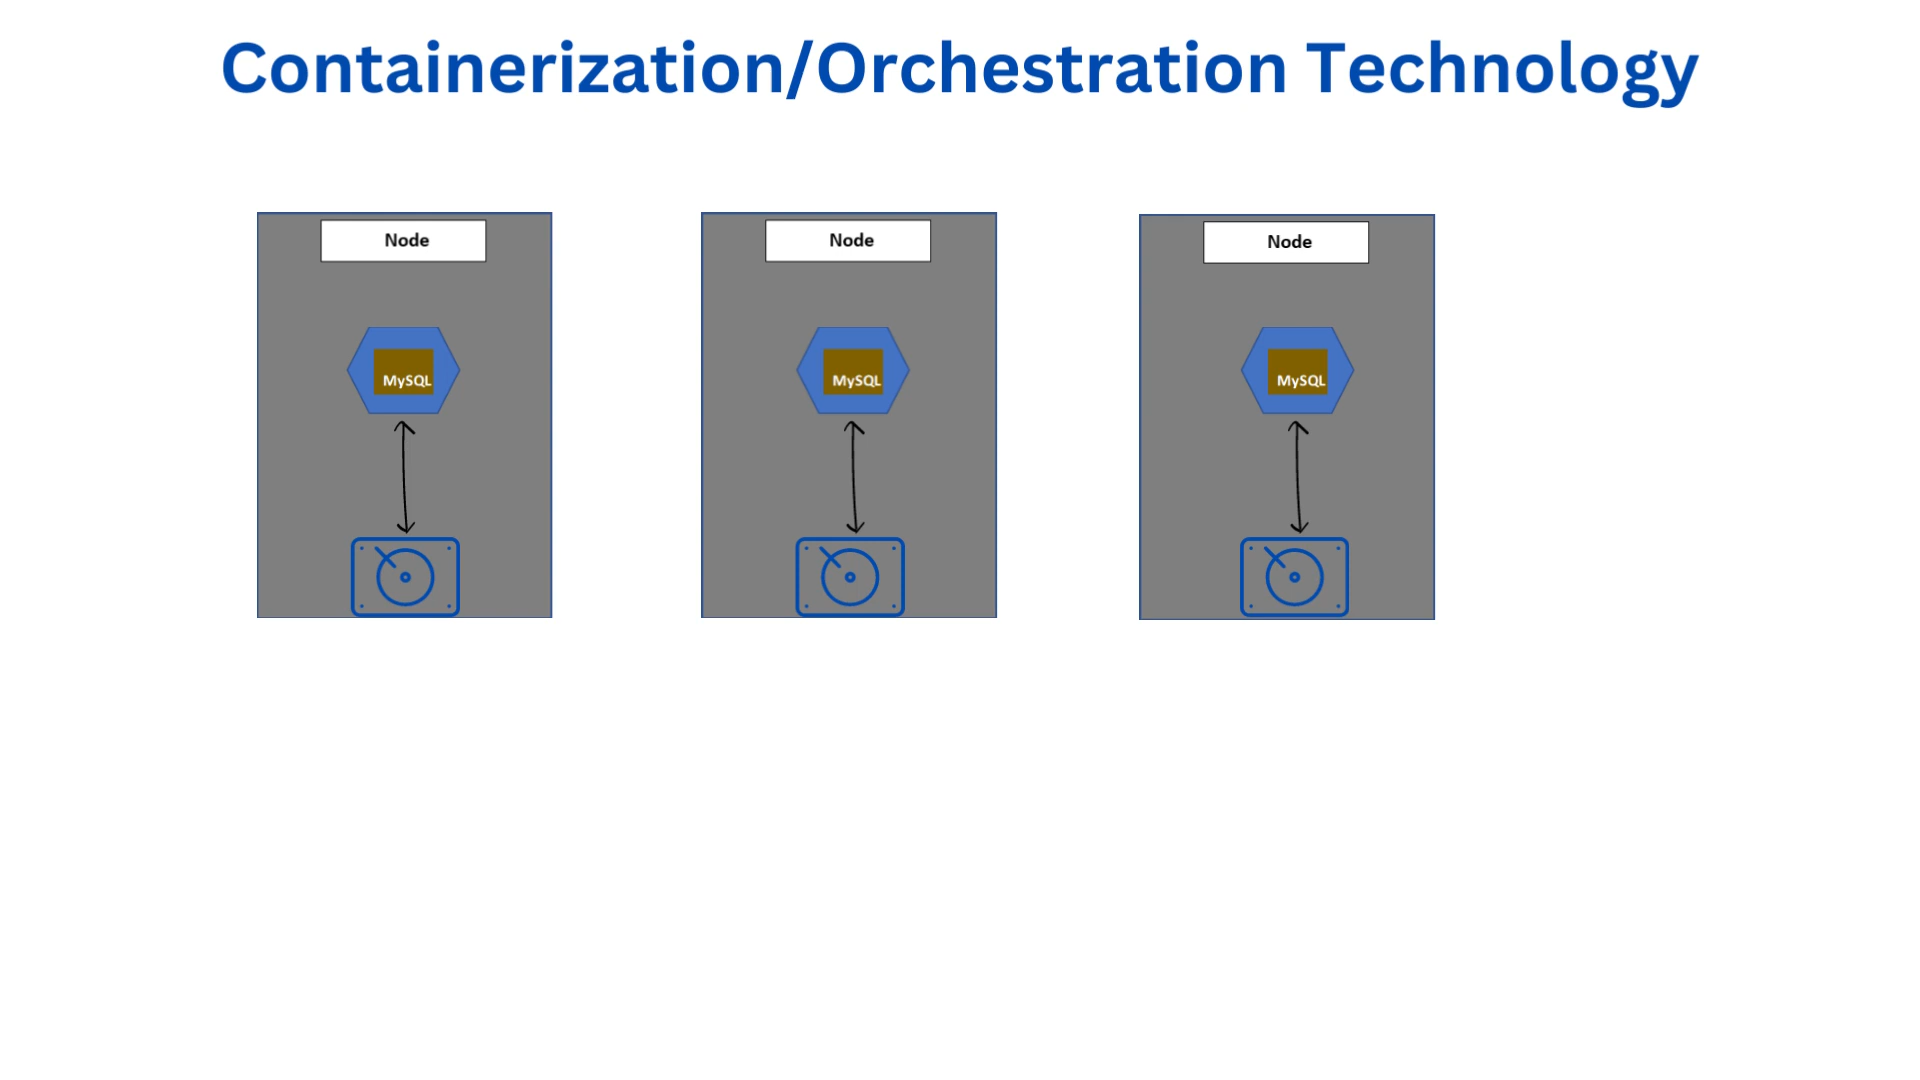 Containerization/Orchestration Technology
Node
Node
Node
MySQL
MySQL
MySQL